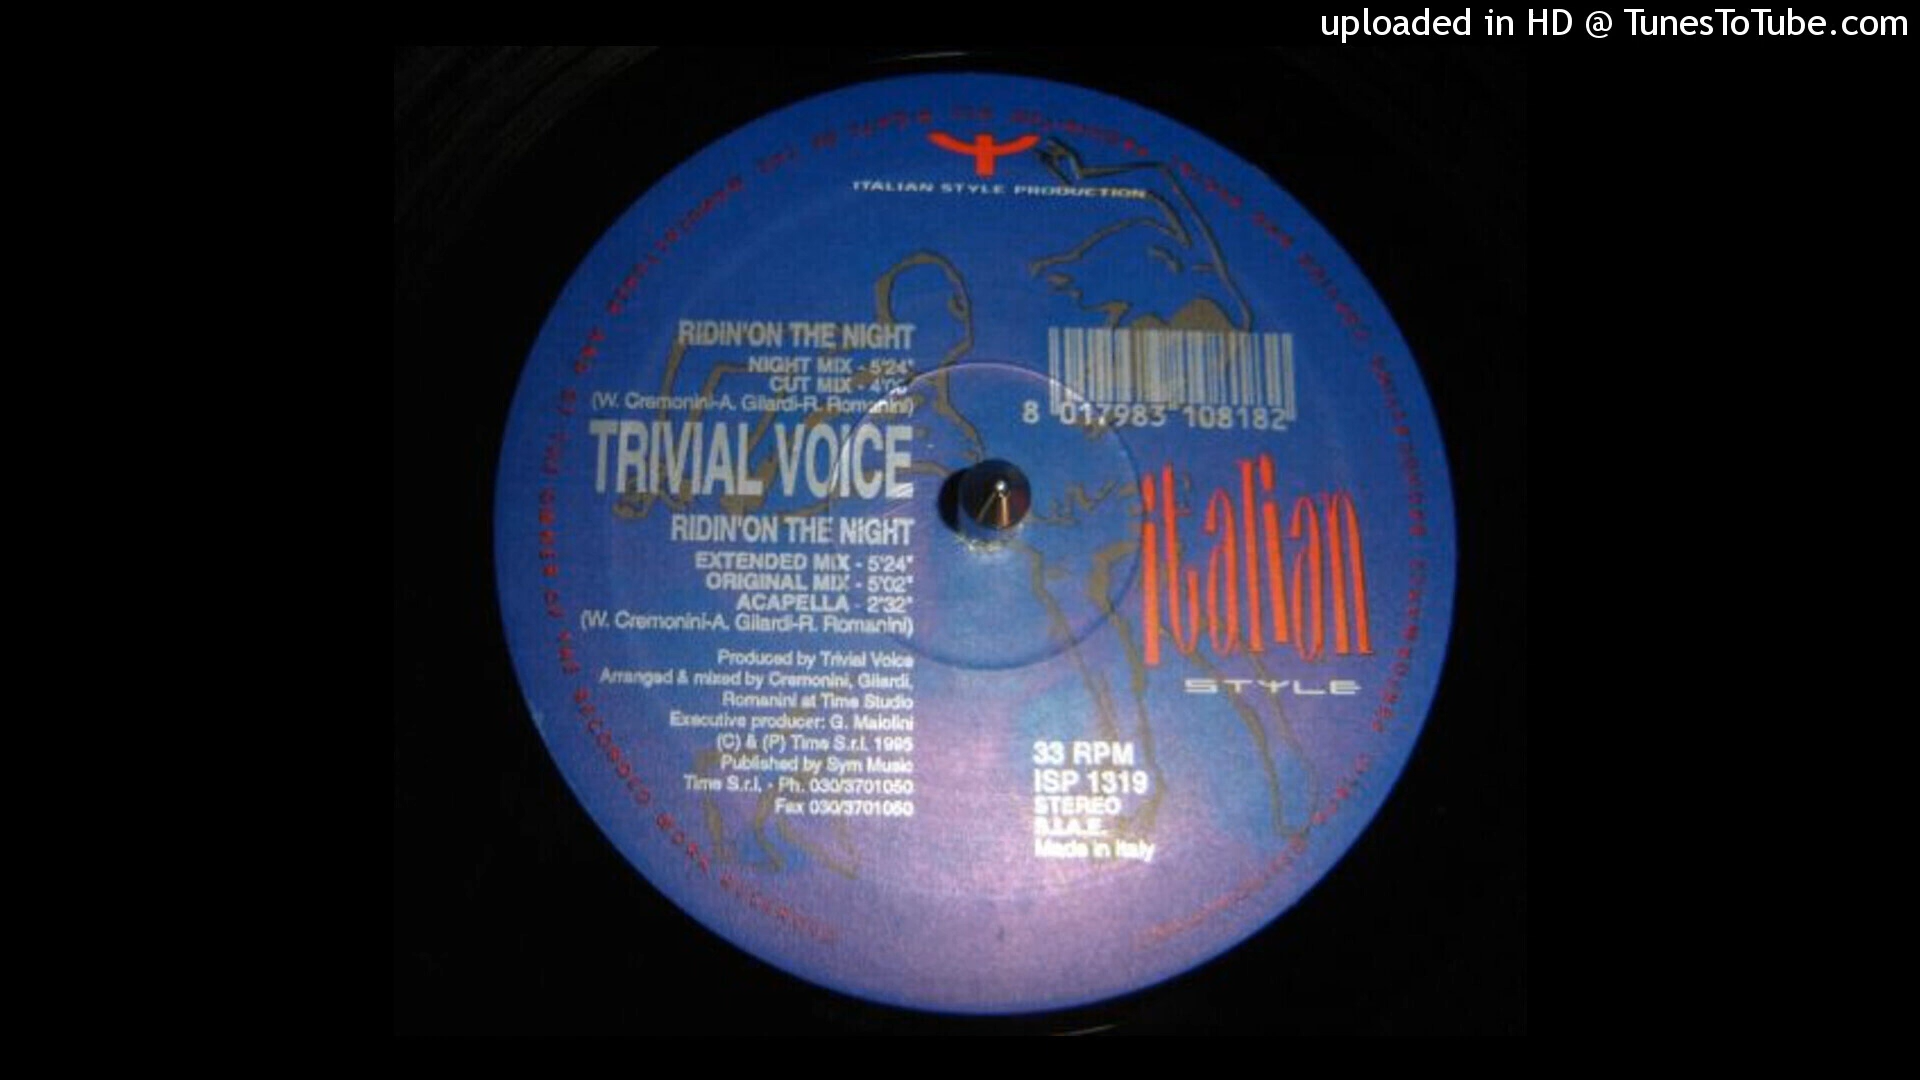 uploaded in HD @ TunesToTube.com
ITALIAN STYLE PRODUCTION
RIDIN'ON THE NIGHT
NIGHT MIX - 5'24"
CUT MIX - 4'
(W. Cremonini-A. Gilardi-R. Romanini)
TRIVIAL VOICE
RIDIN'ON THE NIGHT
EXTENDED MIX - 5'24"
ORIGINAL MIX - 5'02"
ACAPELLA - 2'32"
(W. Cremonini-A. Gilardi-R. Romanini)
Produced by Trivial Voice
Arranged & mixed by Cremonini, Gilardi,
Romanini at Time Studio
Executive producer: G. Maiolini
(C) & (P) Time S.r.l. 1995
Published by Sym Music
Time S.r.l. - Ph. 030/3701050
Fax 030/3701060
8 017983 108182
italian
STYLE
33 RPM
ISP 1319
STEREO
S.I.A.E.
Made in Italy